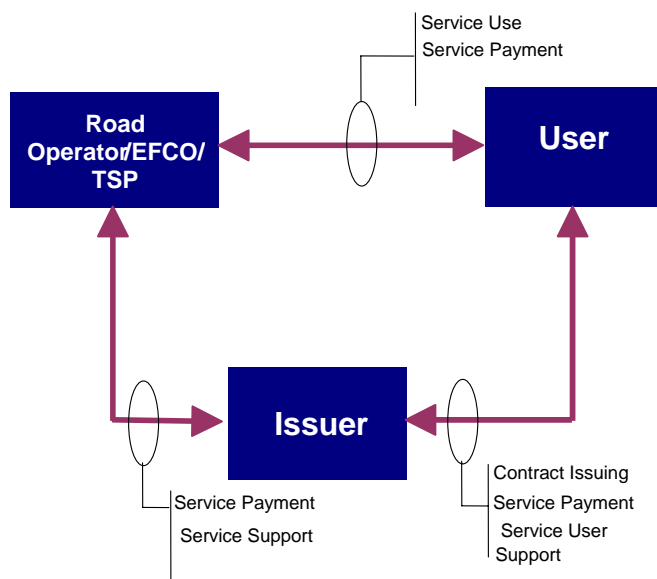 Service Use
Service Payment
Road
Operator/EFCO/
TSP
User
Issuer
Service Payment
Service Support
Contract Issuing
Service Payment
Service User
Support